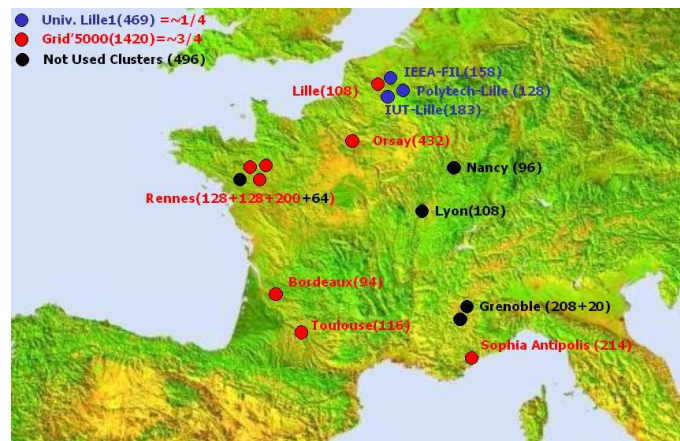 Univ. Lille1(469) =~1/4
Grid'5000(1420)=~3/4
Not Used Clusters (496)
IEEA-FIL(158)
Lille(108)
Polytech-Lille (128)
IUT-Lille(183)
Orsay(432)
Nancy (96)
Rennes(128+128+200+64)
Lyon(108)
Bordeaux(94)
Grenoble (208+20)
Toulouse(116)
Sophia Antipolis (214)